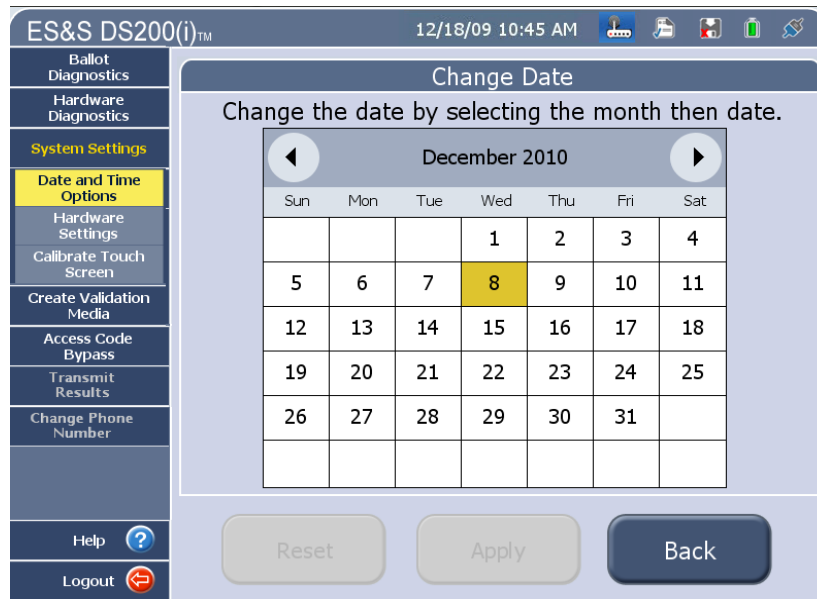 ES&S DS200(i)TM
12/18/09 10:45 AM
Ballot
Diagnostics
Hardware
Diagnostics
System Settings
Date and Time
Options
Hardware
Settings
Calibrate Touch
Screen
Create Validation
Media
Access Code
Bypass
Transmit
Results
Change Phone
Number
Help ?
Logout
Change Date
Change the date by selecting the month then date.
December 2010
Sun Mon Tue Wed Thu Fri Sat
1 2 3 4
5 6 7 8 9 10 11
12 13 14 15 16 17 18
19 20 21 22 23 24 25
26 27 28 29 30 31
Reset Apply Back